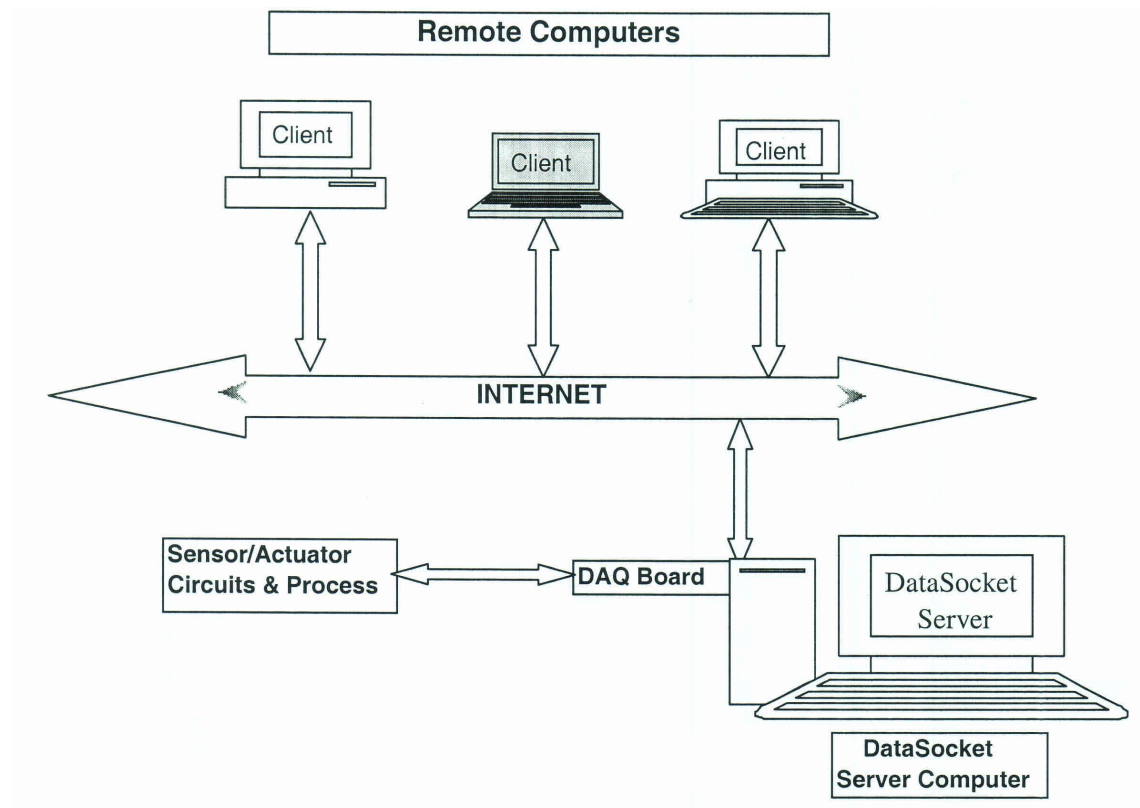 Remote Computers
Client
Client
Client
INTERNET
Sensor/Actuator
Circuits & Process
DAQ Board
DataSocket
Server
DataSocket
Server Computer